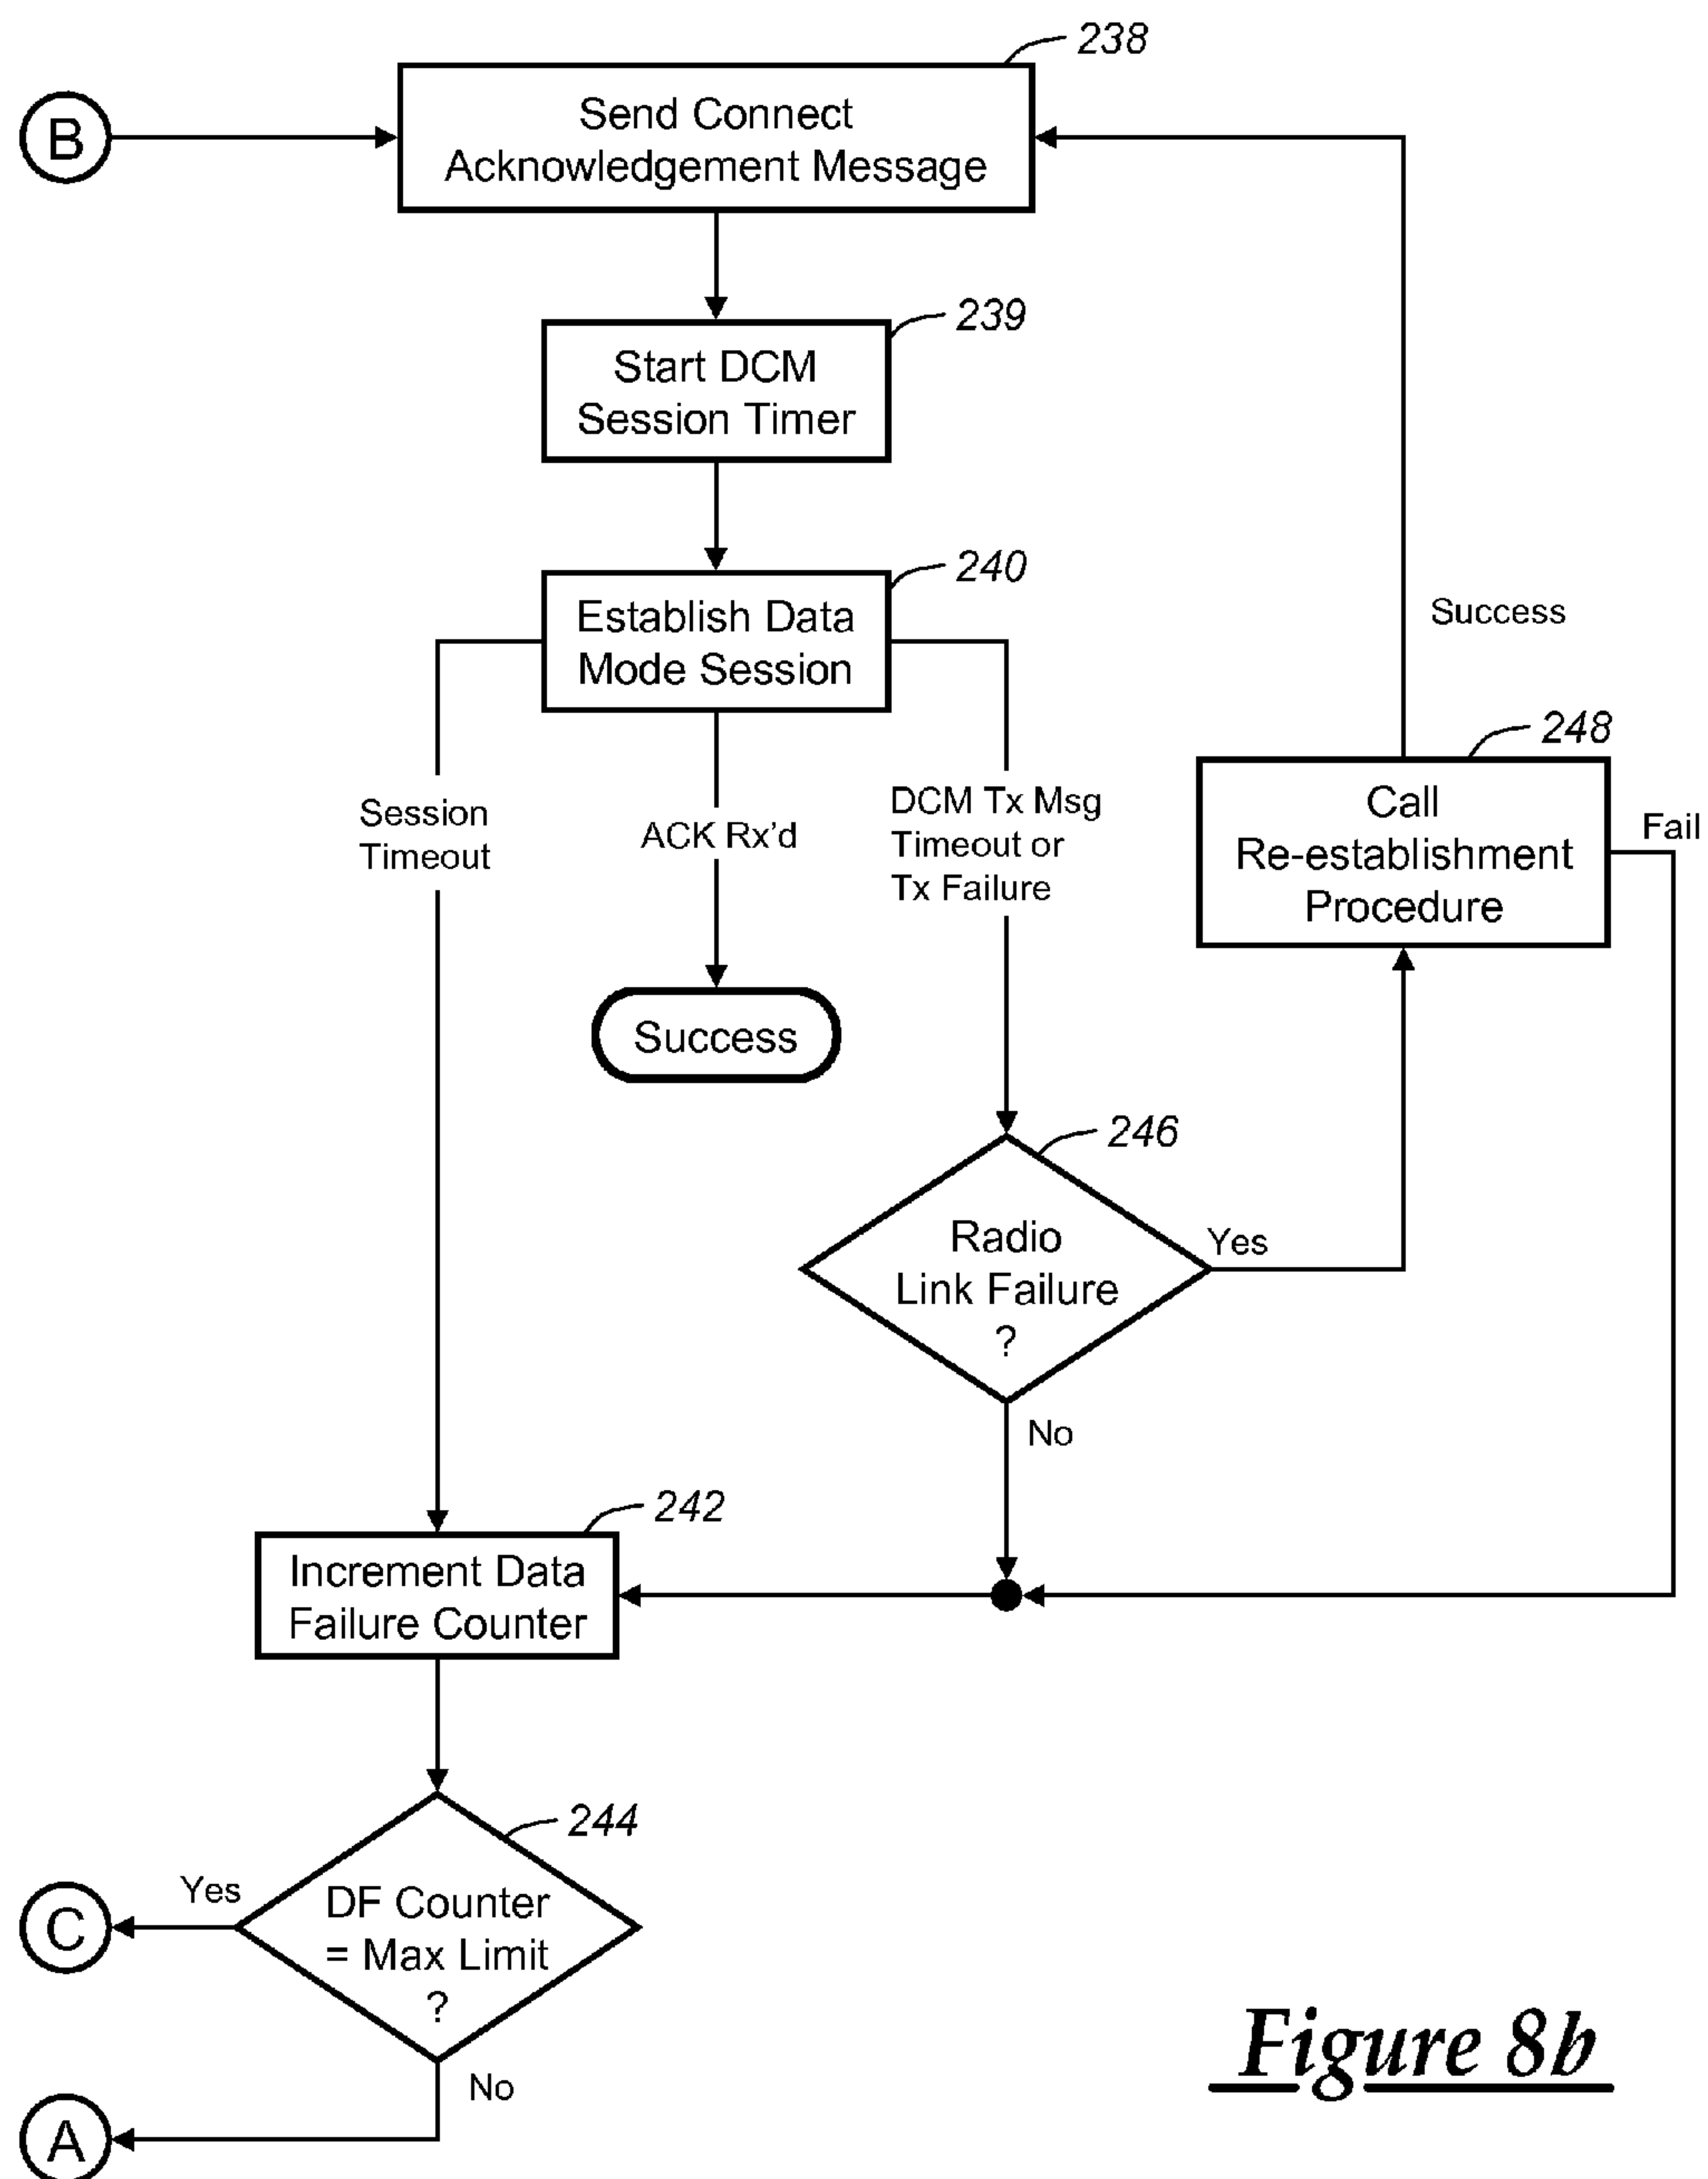 238
B
Send Connect
Acknowledgement Message
239
Start DCM
Session Timer
240
Establish Data
Mode Session
Success
248
Session
Timeout
ACK Rx'd
DCM Tx Msg
Timeout or
Tx Failure
Call
Re-establishment
Procedure
Fail
Success
246
Radio
Link Failure
?
Yes
No
242
Increment Data
Failure Counter
244
Yes
C
DF Counter
= Max Limit
?
No
A
Figure 8b